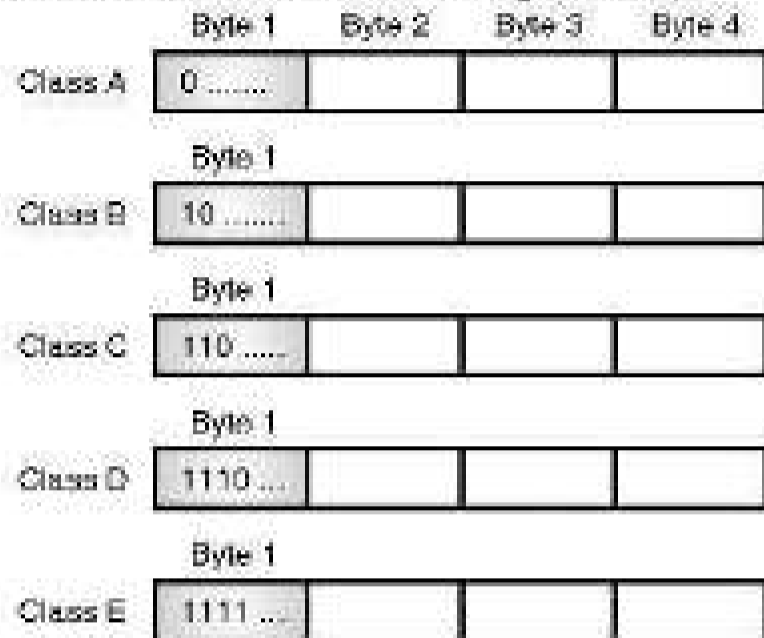 Byte 1 Byte 2 Byte 3 Byte 4
Class A 0 .......
Byte 1
Class B 10 .......
Byte 1
Class C 110 ......
Byte 1
Class D 1110 ...
Byte 1
Class E 1111 ...